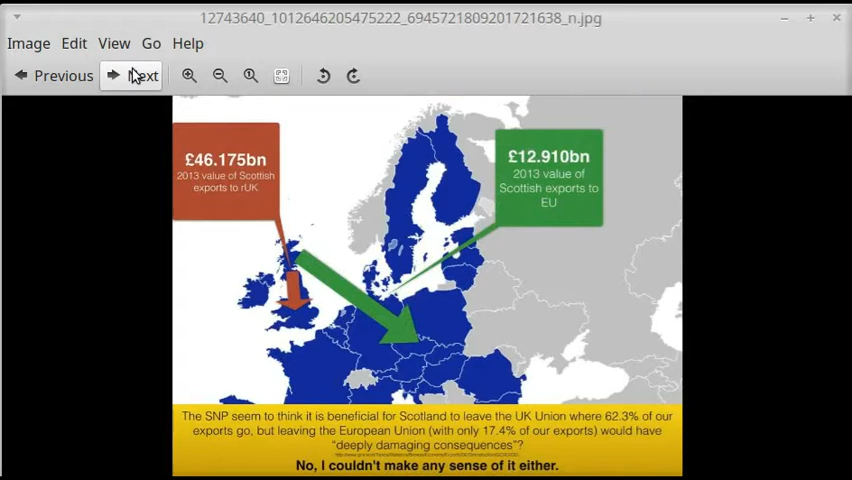 12743640_1012646205475222_6945721809201721638_n.jpg
Image Edit View Go Help
Previous Next
£46.175bn
2013 value of
Scottish
exports to rUK
£12.910bn
2013 value of
Scottish exports to
EU
The SNP seem to think it is beneficial for Scotland to leave the UK Union where 62.3% of our
exports go, but leaving the European Union (with only 17.4% of our exports) would have
“deeply damaging consequences”?
No, I couldn't make any sense of it either.